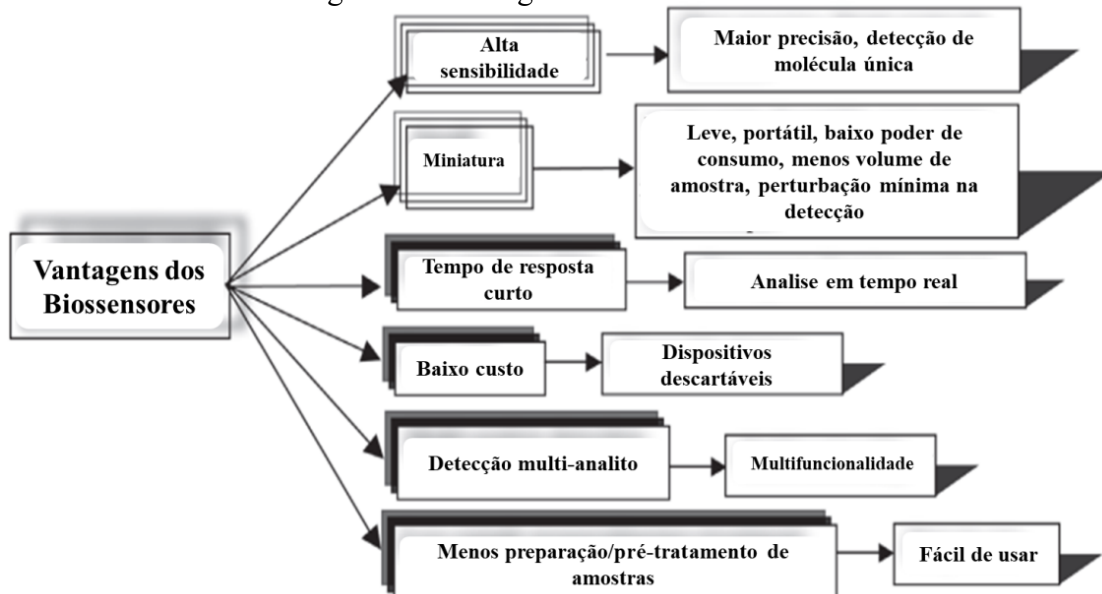 Alta
sensibilidade
Maior precisão, detecção de
molécula única
Miniatura
Leve, portátil, baixo poder de
consumo, menos volume de
amostra, perturbação mínima na
detecção
Vantagens dos
Biossensores
Tempo de resposta
curto
Analise em tempo real
Baixo custo
Dispositivos
descartáveis
Detecção multi-analito
Multifuncionalidade
Menos preparação/pré-tratamento de
amostras
Fácil de usar